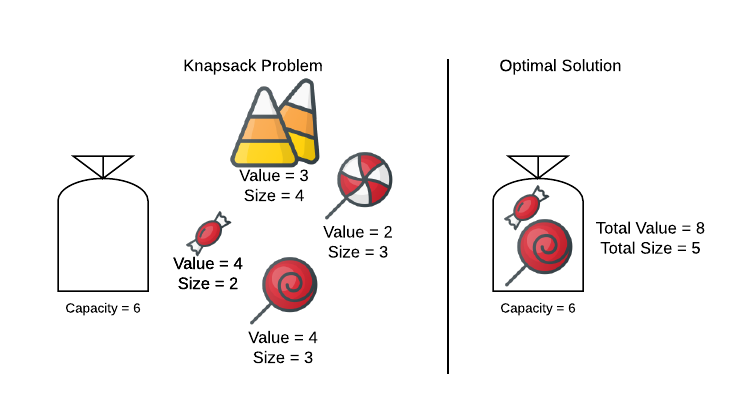 Knapsack Problem
Optimal Solution
Value = 3
Size = 4
Value = 2
Size = 3
Value = 4
Size = 2
Capacity = 6
Value = 4
Size = 3
Total Value = 8
Total Size = 5
Capacity = 6